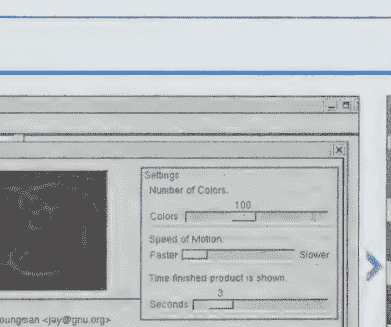 Settings
Number of Colors.
100
Colors
Speed of Motion.
Faster Slower
Time finished product is shown.
3
Seconds
oungman <jay@gnu.org>